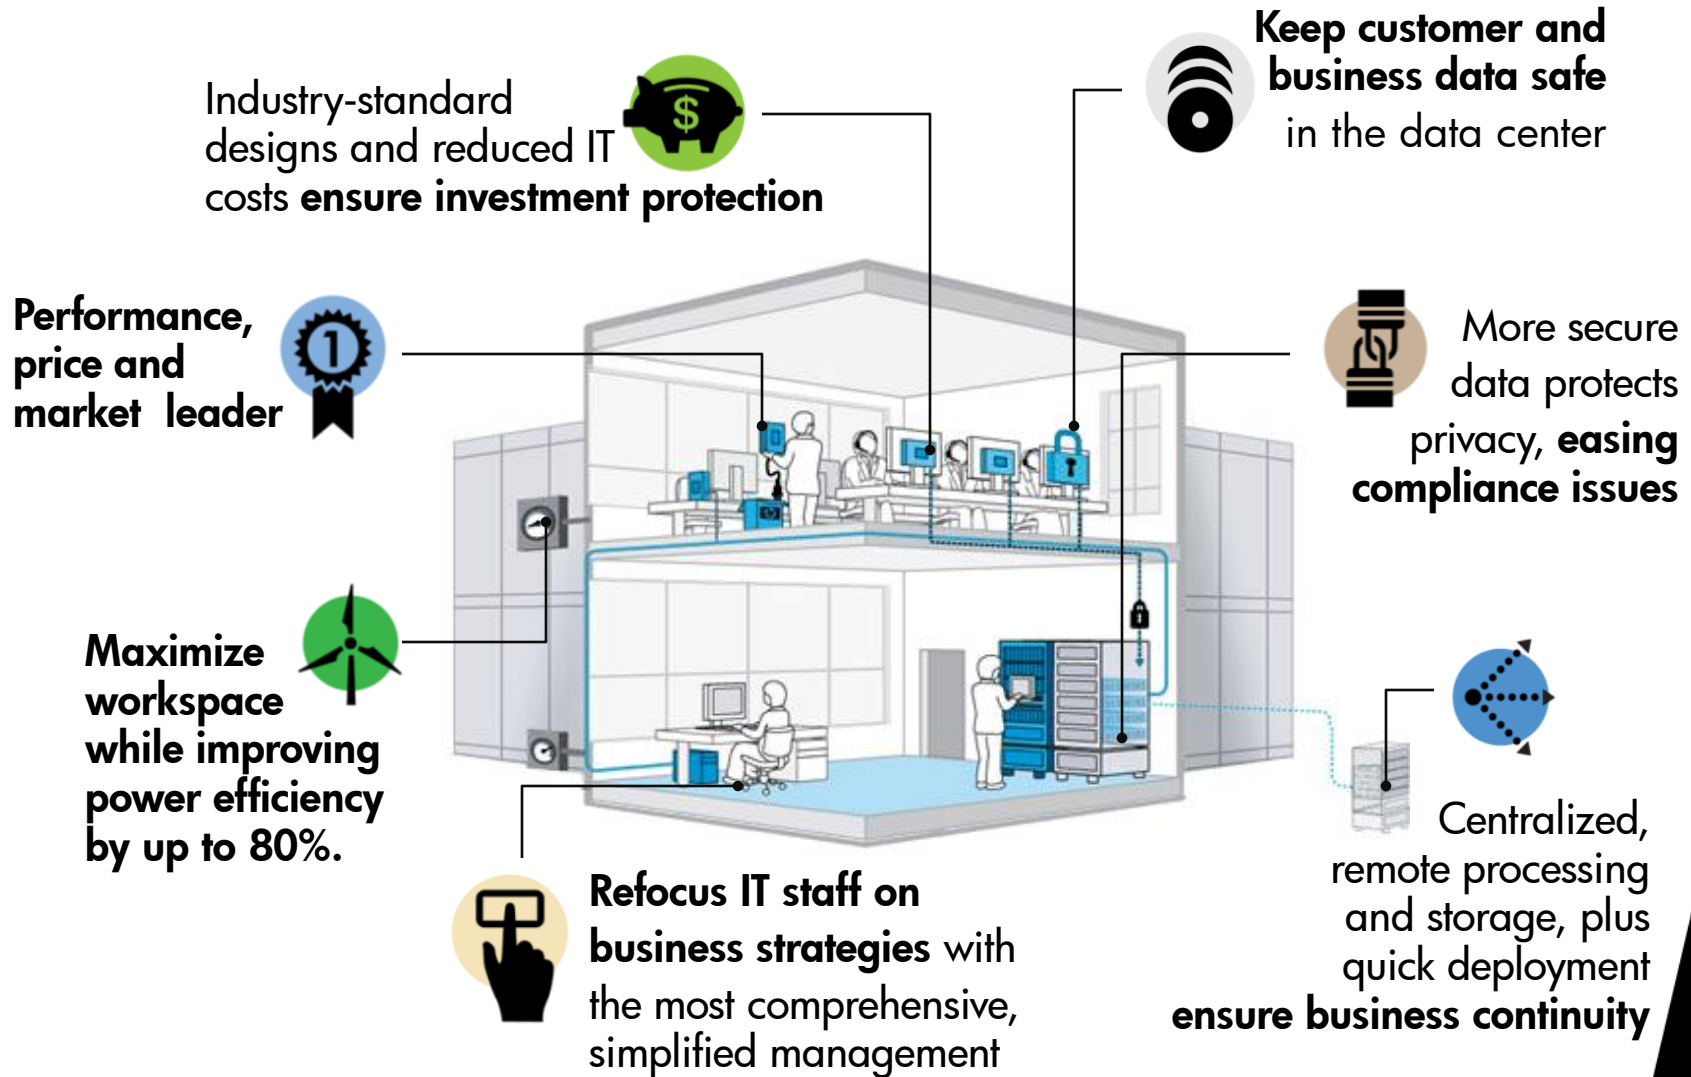 Industry-standard
designs and reduced IT
costs ensure investment protection
$
Keep customer and
business data safe
in the data center
Performance,
price and
market leader
1
More secure
data protects
privacy, easing
compliance issues
hp
Maximize
workspace
while improving
power efficiency
by up to 80%.
Refocus IT staff on
business strategies with
the most comprehensive,
simplified management
Centralized,
remote processing
and storage, plus
quick deployment
ensure business continuity